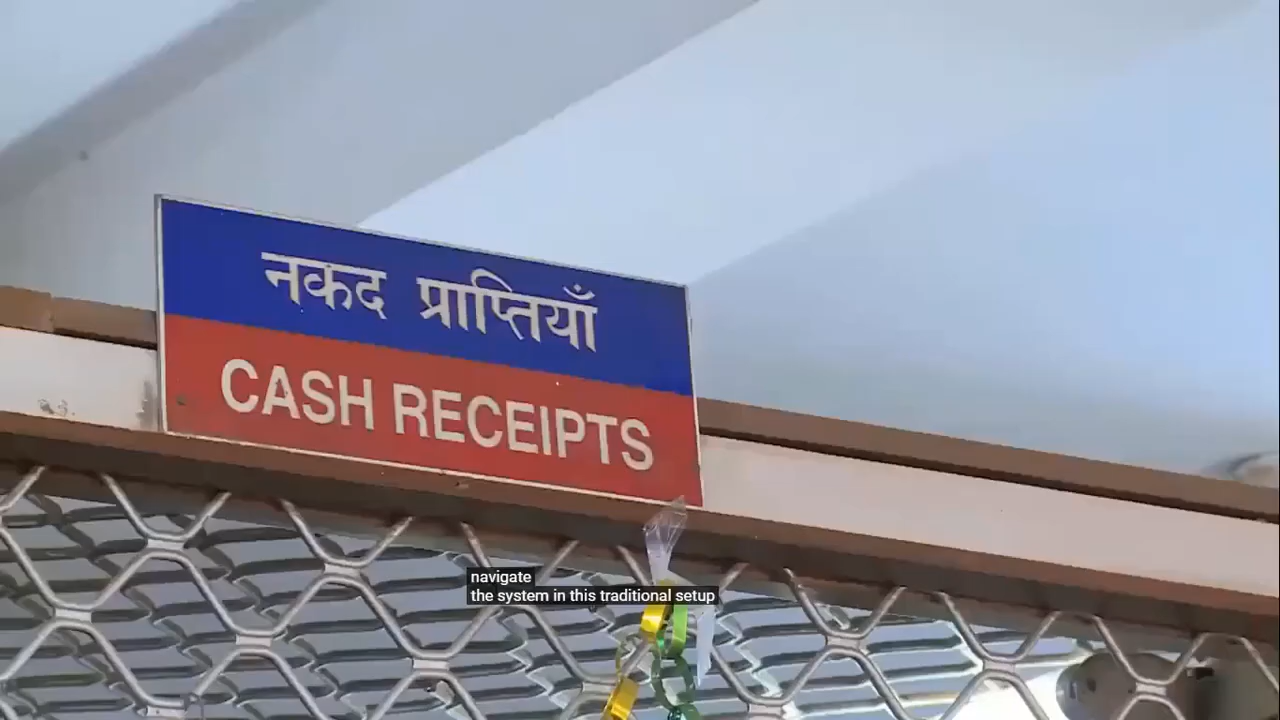 नकद प्राप्तियाँ
CASH RECEIPTS
navigate
the system in this traditional setup